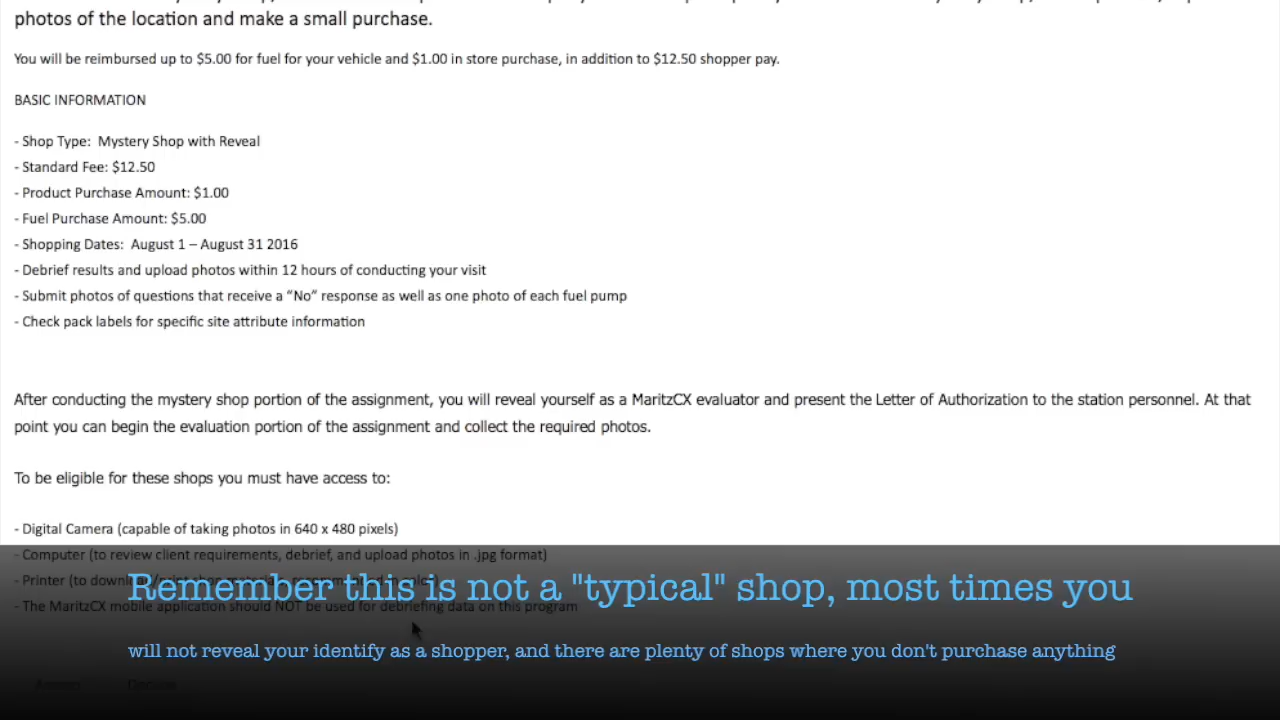 photos of the location and make a small purchase.
You will be reimbursed up to $5.00 for fuel for your vehicle and $1.00 in store purchase, in addition to $12.50 shopper pay.
BASIC INFORMATION
- Shop Type:  Mystery Shop with Reveal
- Standard Fee: $12.50
- Product Purchase Amount: $1.00
- Fuel Purchase Amount: $5.00
- Shopping Dates:  August 1 – August 31 2016
- Debrief results and upload photos within 12 hours of conducting your visit
- Submit photos of questions that receive a “No” response as well as one photo of each fuel pump
- Check pack labels for specific site attribute information
After conducting the mystery shop portion of the assignment, you will reveal yourself as a MaritzCX evaluator and present the Letter of Authorization to the station personnel. At that
point you can begin the evaluation portion of the assignment and collect the required photos.
To be eligible for these shops you must have access to:
- Digital Camera (capable of taking photos in 640 x 480 pixels)
- Computer (to review client requirements, debrief, and upload photos in .jpg format)
- Printer (to download/print shop materials, recommended in color)
Remember this is not a "typical" shop, most times you
- The MaritzCX mobile application should NOT be used for debriefing data on this program
will not reveal your identify as a shopper, and there are plenty of shops where you don't purchase anything
Accept Decline